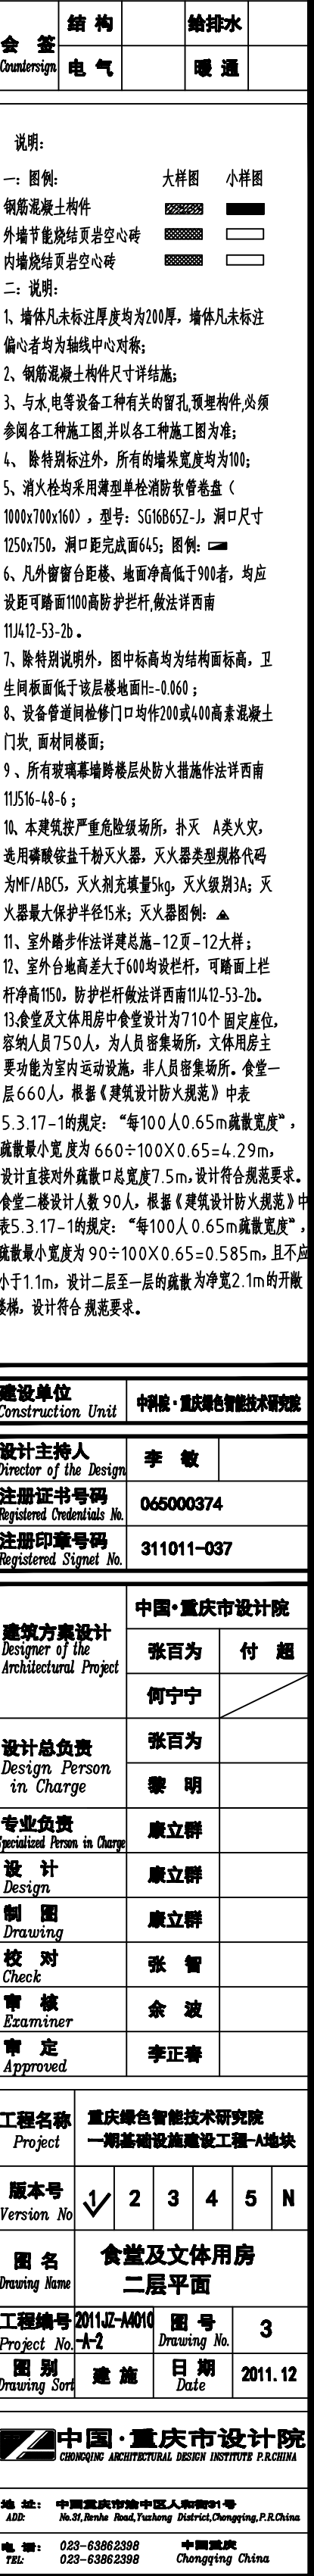 会 签 结 构 给排水
Countersign 电 气 暖 通
说明:
一: 图例: 大样图 小样图
钢筋混凝土构件
外墙节能烧结页岩空心砖
内墙烧结页岩空心砖
二: 说明:
1、墙体凡未标注厚度均为200厚, 墙体凡未标注
偏心者均为轴线中心对称;
2、钢筋混凝土构件尺寸详结施;
3、与水,电等设备工种有关的留孔,预埋构件,必须
参阅各工种施工图,并以各工种施工图为准;
4、 除特别标注外, 所有的墙垛宽度均为100;
5、消火栓均采用薄型单栓消防软管卷盘 (
1000x700x160) , 型号: SG16B65Z-J, 洞口尺寸
1250x750, 洞口距完成面645; 图例:
6、凡外窗窗台距楼、地面净高低于900者, 均应
设距可踏面1100高防护拦杆,做法详西南
11J412-53-2b 。
7、除特别说明外, 图中标高均为结构面标高, 卫
生间板面低于该层楼地面H=-0.060 ;
8、设备管道间检修门口均作200或400高素混凝土
门坎, 面材同楼面;
9 、所有玻璃幕墙跨楼层处防火措施作法详西南
11J516-48-6 ;
10、本建筑按严重危险级场所, 扑灭 A类火灾,
选用磷酸铵盐干粉灭火器, 灭火器类型规格代码
为MF/ABC5, 灭火剂充填量5kg, 灭火级别3A; 灭
火器最大保护半径15米; 灭火器图例:
11、室外踏步作法详建总施-12页-12大样;
12、室外台地高差大于600均设栏杆, 可踏面上拦
杆净高1150, 防护拦杆做法详西南11J412-53-2b。
13.食堂及文体用房中食堂设计为710个 固定座位,
容纳人员750人, 为人员密集场所, 文体用房主
要功能为室内运动设施, 非人员密集场所。食堂一
层660人, 根据《建筑设计防火规范》中表
5.3.17-1的规定: “每100人0.65m疏散宽度”,
疏散最小宽 度为 660÷100X0.65=4.29m,
设计直接对外疏散口总宽度7.5m,设计符合规范要求。
食堂二楼设计人数 90人, 根据《建筑设计防火规范》中
表5.3.17-1的规定: “每100人 0.65m疏散宽度”,
疏散最小宽度为 90÷100X0.65=0.585m, 且不应
小于1.1m, 设计二层至一层的疏散为净宽2.1m的开敞
楼梯, 设计符合 规范要求。
建设单位 中科院·重庆绿色智能技术研究院
Construction Unit
设计主持人 李 敏
Director of the Design
注册证书号码 065000374
Registered Credentials No.
注册印章号码 311011-037
Registered Signet No.
建筑方案设计 中国·重庆市设计院
Designer of the 张百为 付 超
Architectural Project 何宁宁
设计总负责 张百为
Design Person
in Charge 黎 明
专业负责 康立群
Specialized Person in Charge
设 计 康立群
Design
制 图 康立群
Drawing
校 对 张 智
Check
审 核 余 波
Examiner
审 定 李正春
Approved
工程名称 重庆绿色智能技术研究院
Project 一期基础设施建设工程-A地块
版本号 1 2 3 4 5 N
Version No
图 名 食堂及文体用房
Drawing Name 二层平面
工程编号 2011JZ-A4010 图 号 3
Project No. -A-2 Drawing No.
图 别 建 施 日 期 2011.12
Drawing Sort Date
中国·重庆市设计院
CHONGQING ARCHITECTURAL DESIGN INSTITUTE P.R.CHINA
地 址: 中国重庆市渝中区人和街31号
ADD: No.31,Renhe Road,Yuzhong District,Chongqing,P.R.China
电 话: 023-63862398 中国重庆
TEL: 023-63862398 Chongqing China